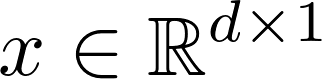 x ∈ ℝ^{d×1}